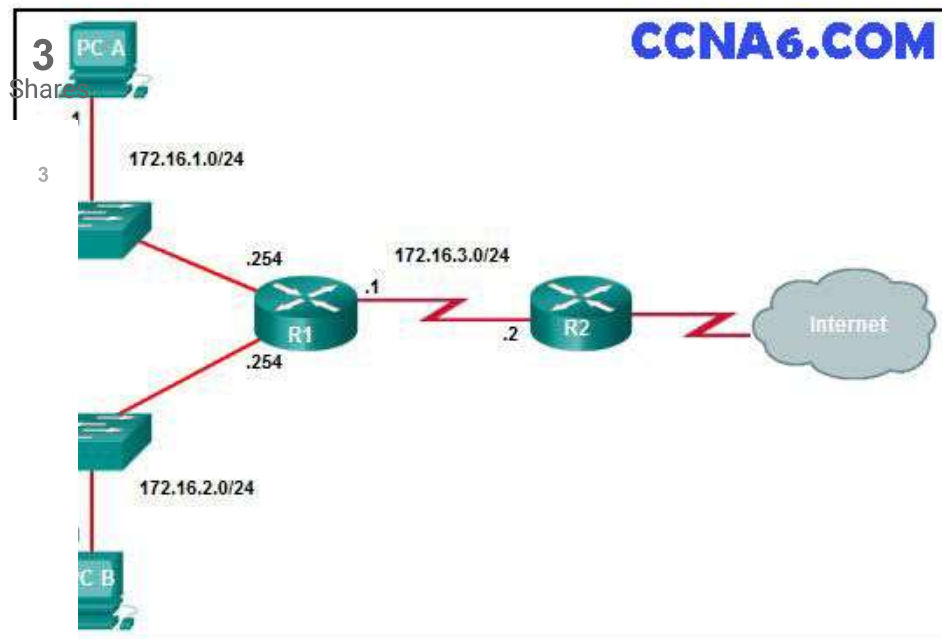 CCNA6.COM
PC A
3
Shares
1
172.16.1.0/24
3
.254
172.16.3.0/24
.1
R1
.2
R2
Internet
.254
172.16.2.0/24
C B